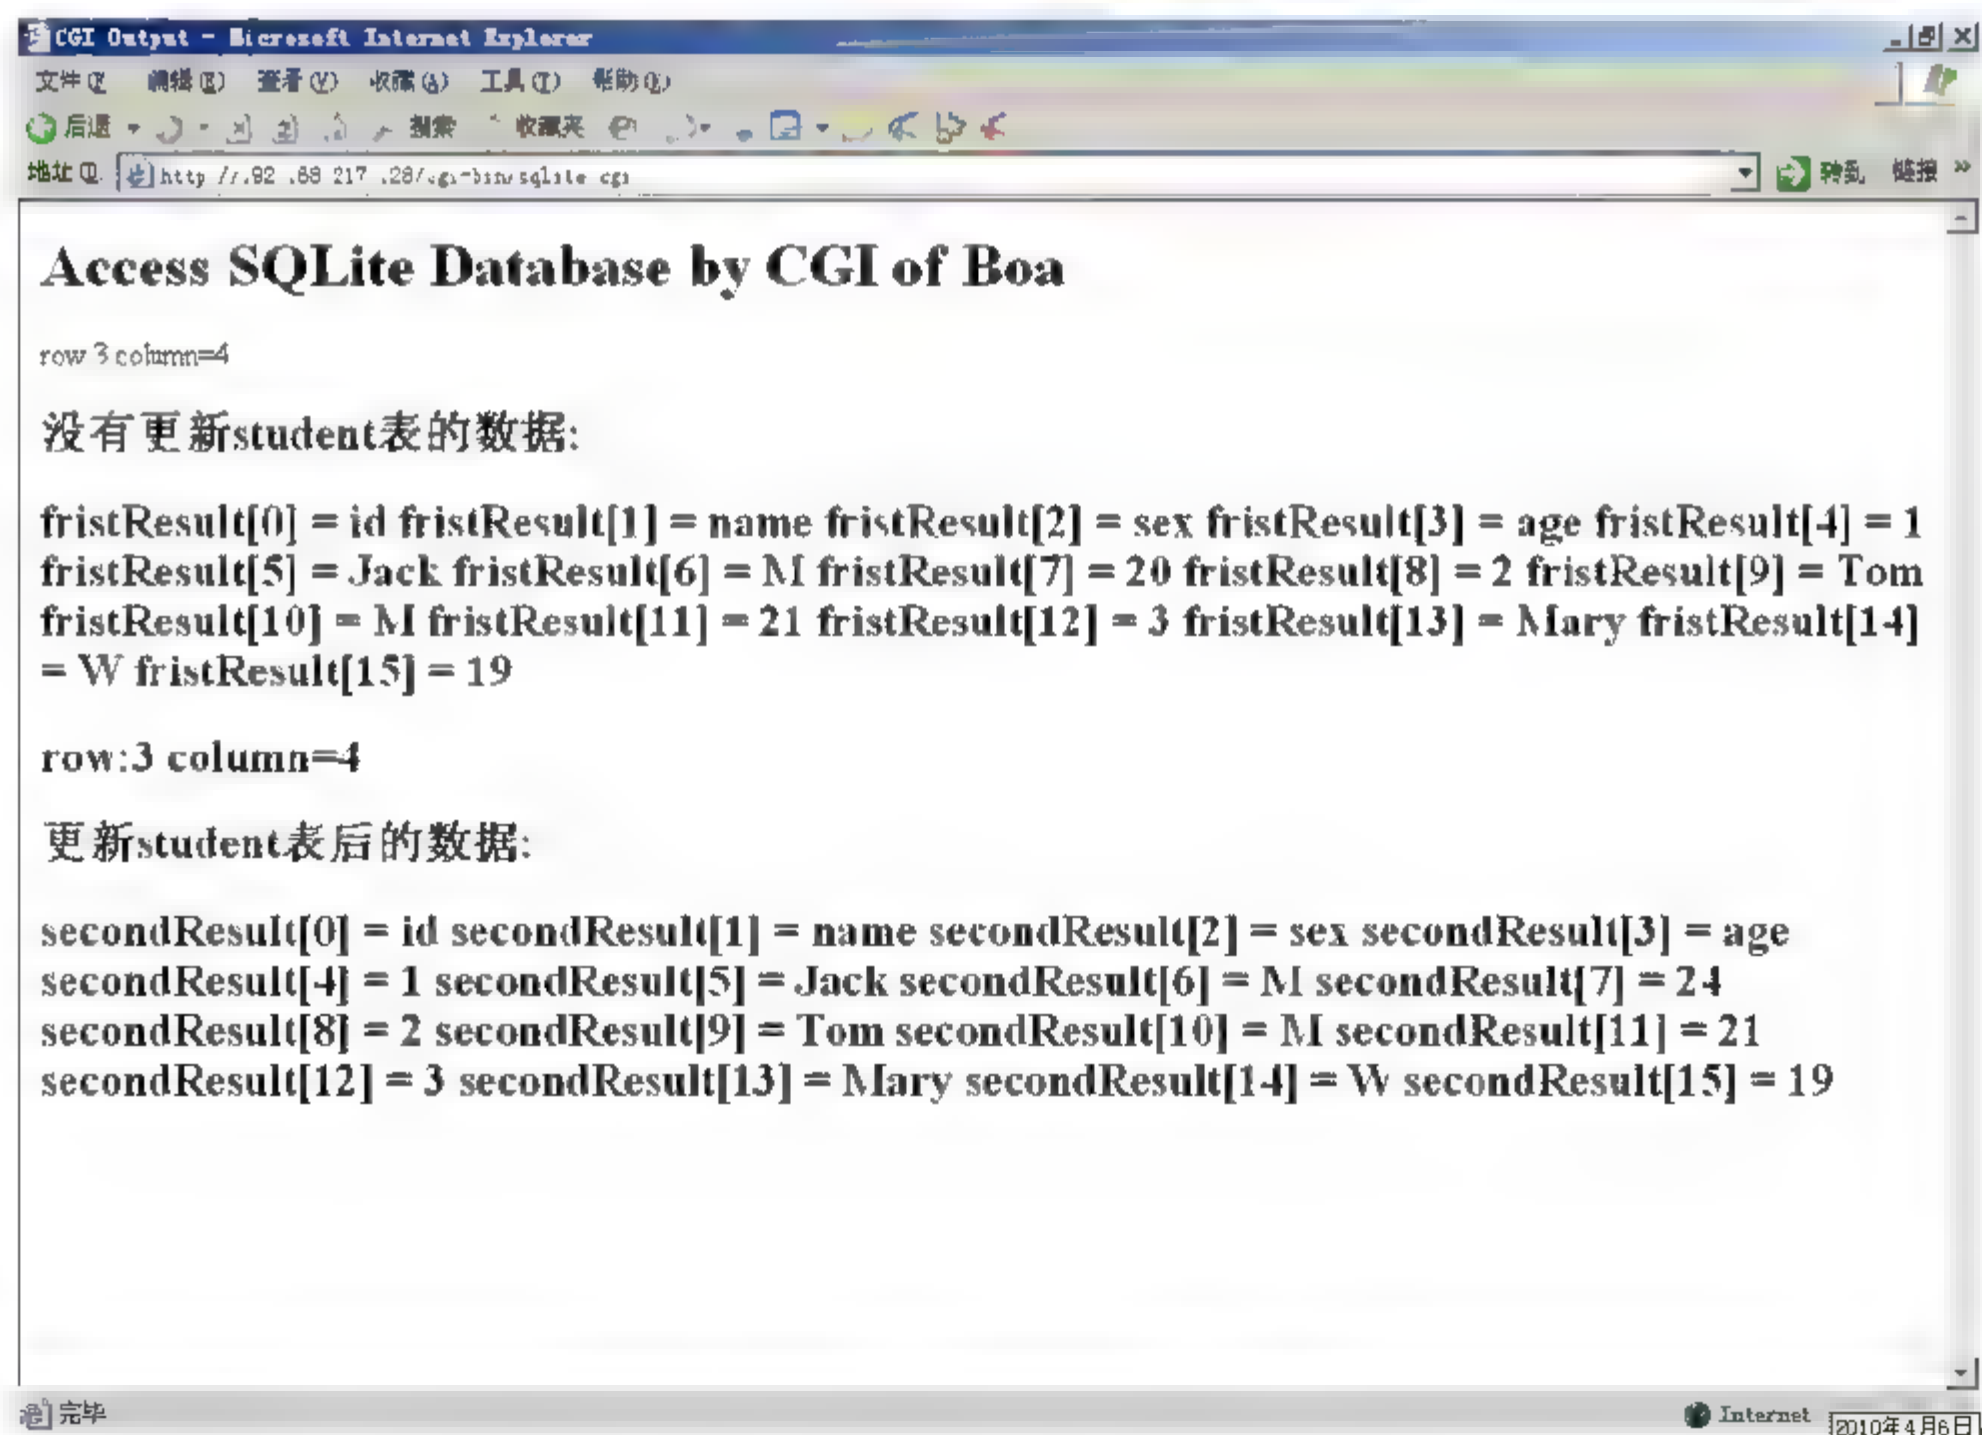 CGI Output - Microsoft Internet Explorer
文件 编辑(E) 查看(V) 收藏(A) 工具(T) 帮助
后退 搜索 收藏夹
地址 转到 链接 »
Access SQLite Database by CGI of Boa
row 3 column=4
没有更新student表的数据:
fristResult[0] = id fristResult[1] = name fristResult[2] = sex fristResult[3] = age fristResult[4] = 1
fristResult[5] = Jack fristResult[6] = M fristResult[7] = 20 fristResult[8] = 2 fristResult[9] = Tom
fristResult[10] = M fristResult[11] = 21 fristResult[12] = 3 fristResult[13] = Mary fristResult[14]
= W fristResult[15] = 19
row:3 column=4
更新student表后的数据:
secondResult[0] = id secondResult[1] = name secondResult[2] = sex secondResult[3] = age
secondResult[4] = 1 secondResult[5] = Jack secondResult[6] = M secondResult[7] = 24
secondResult[8] = 2 secondResult[9] = Tom secondResult[10] = M secondResult[11] = 21
secondResult[12] = 3 secondResult[13] = Mary secondResult[14] = W secondResult[15] = 19
完毕 Internet
2010年4月6日